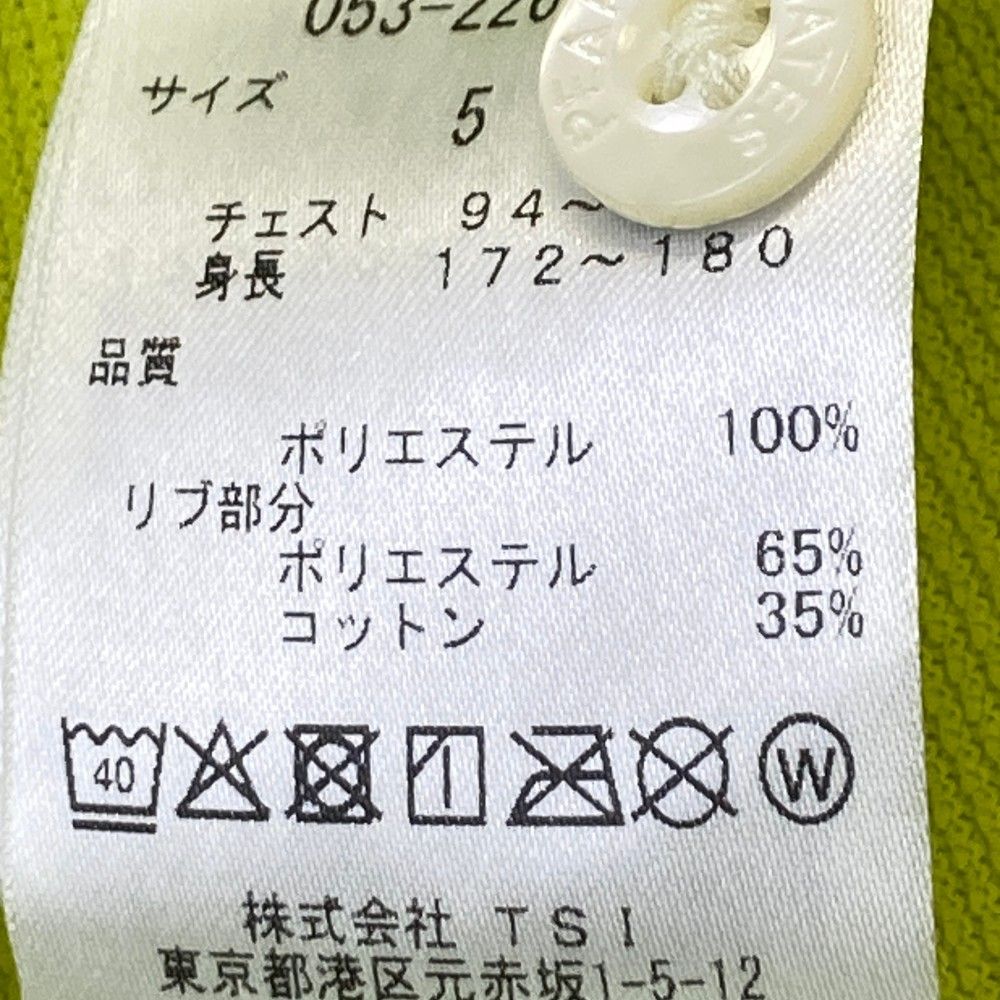 サイズ 5
チェスト 94～
身長 172～180
品質
ポリエステル 100%
リブ部分
ポリエステル 65%
コットン 35%
40
W
株式会社 TSI
東京都港区元赤坂1-5-12